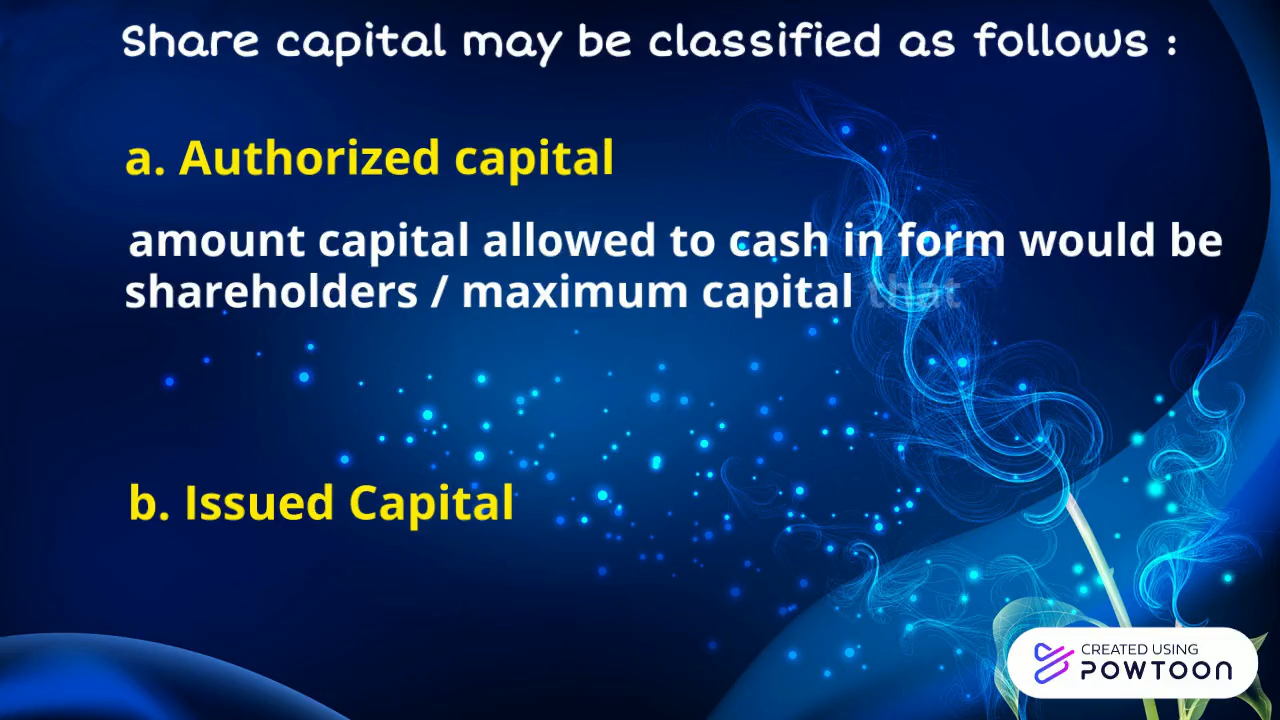 Share capital may be classified as follows :
a. Authorized capital
amount capital allowed to cash in form would be
shareholders / maximum capital that
b. Issued Capital
CREATED USING
POWTOON